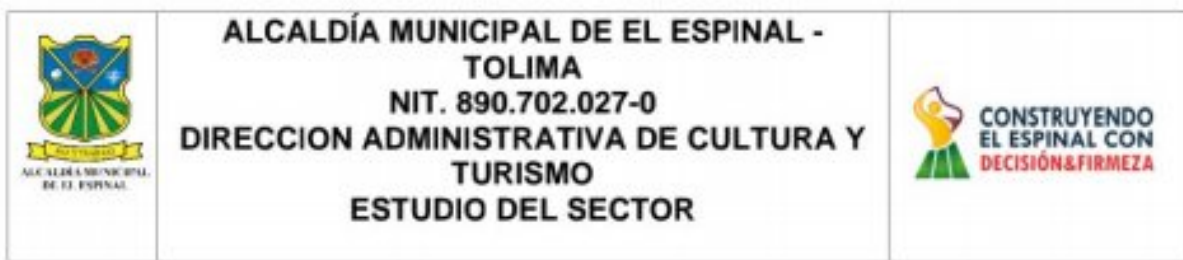 ALCALDÍA MUNICIPAL DE EL ESPINAL -
TOLIMA
NIT. 890.702.027-0
DIRECCION ADMINISTRATIVA DE CULTURA Y
TURISMO
ESTUDIO DEL SECTOR
ALCALDÍA MUNICIPAL
DE EL ESPINAL
CONSTRUYENDO
EL ESPINAL CON
DECISIÓN&FIRMEZA